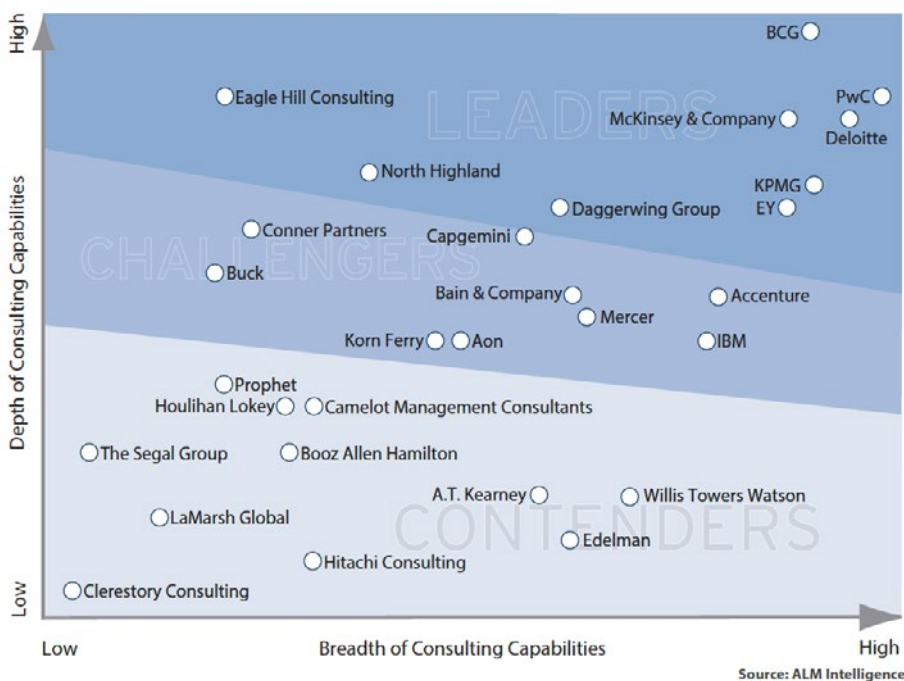 High
BCG
Eagle Hill Consulting
PwC
LEADERS
McKinsey & Company
Deloitte
North Highland
KPMG
Daggerwing Group
EY
Conner Partners
Capgemini
CHALLENGERS
Buck
Bain & Company
Accenture
Mercer
Korn Ferry
Aon
IBM
Depth of Consulting Capabilities
Prophet
Houlihan Lokey
Camelot Management Consultants
The Segal Group
Booz Allen Hamilton
A.T. Kearney
Willis Towers Watson
LaMarsh Global
CONTENDERS
Edelman
Hitachi Consulting
Clerestory Consulting
Low
Low
Breadth of Consulting Capabilities
High
Source: ALM Intelligence